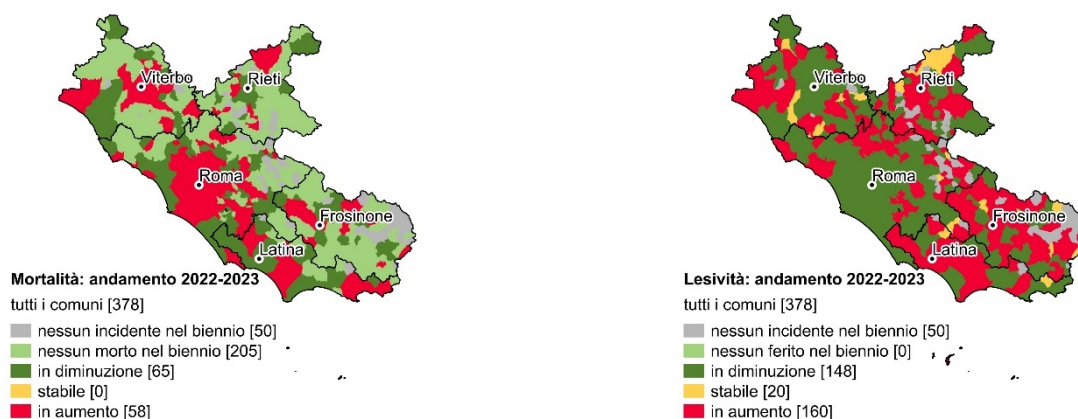 Viterbo
Rieti
Roma
Frosinone
Latina
Mortalità: andamento 2022-2023
tutti i comuni [378]
nessun incidente nel biennio [50]
nessun morto nel biennio [205]
in diminuzione [65]
stabile [0]
in aumento [58]
Viterbo
Rieti
Roma
Frosinone
Latina
Lesività: andamento 2022-2023
tutti i comuni [378]
nessun incidente nel biennio [50]
nessun ferito nel biennio [0]
in diminuzione [148]
stabile [20]
in aumento [160]